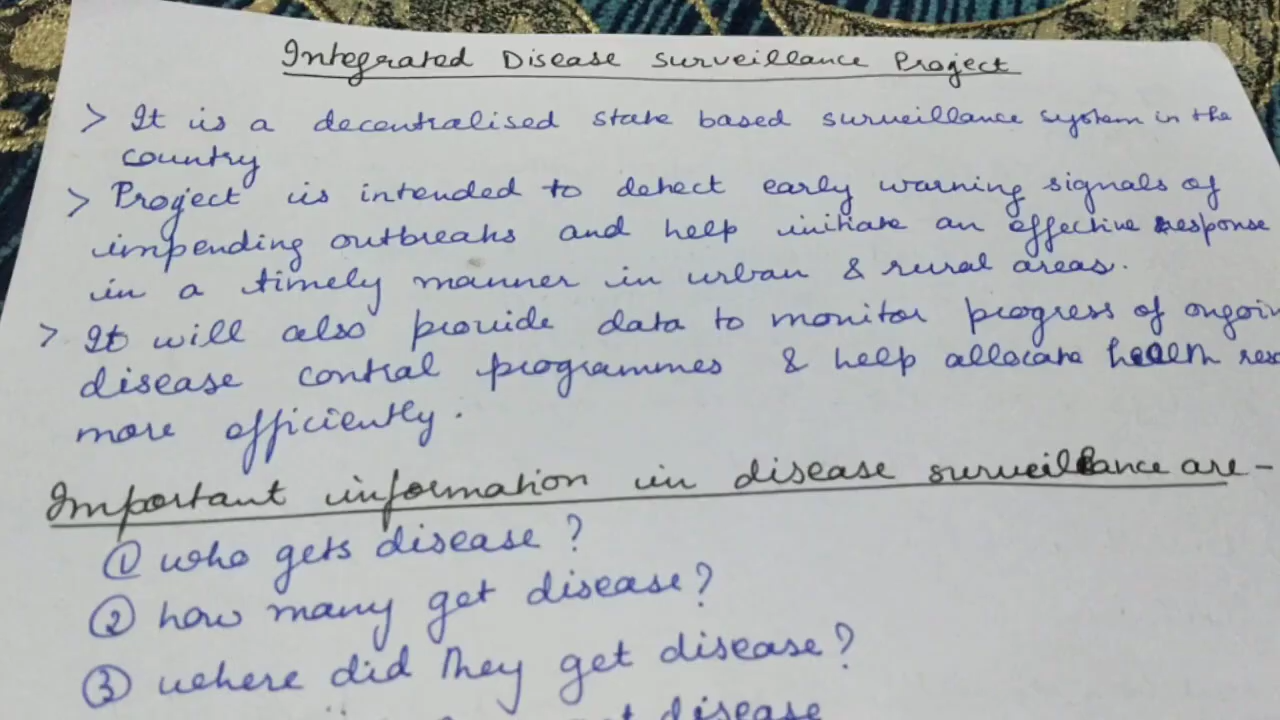 Integrated Disease Surveillance Project
> It is a decentralised state based surveillance system in the
country
> Project is intended to detect early warning signals of
impending outbreaks and help initiate an effective response
in a timely manner in urban & rural areas.
> It will also provide data to monitor progress of ongoin
disease control programmes & help allocate health res
more efficiently.
Important information in disease surveillance are -
① who gets disease ?
② how many get disease?
③ where did they get disease?
get disease